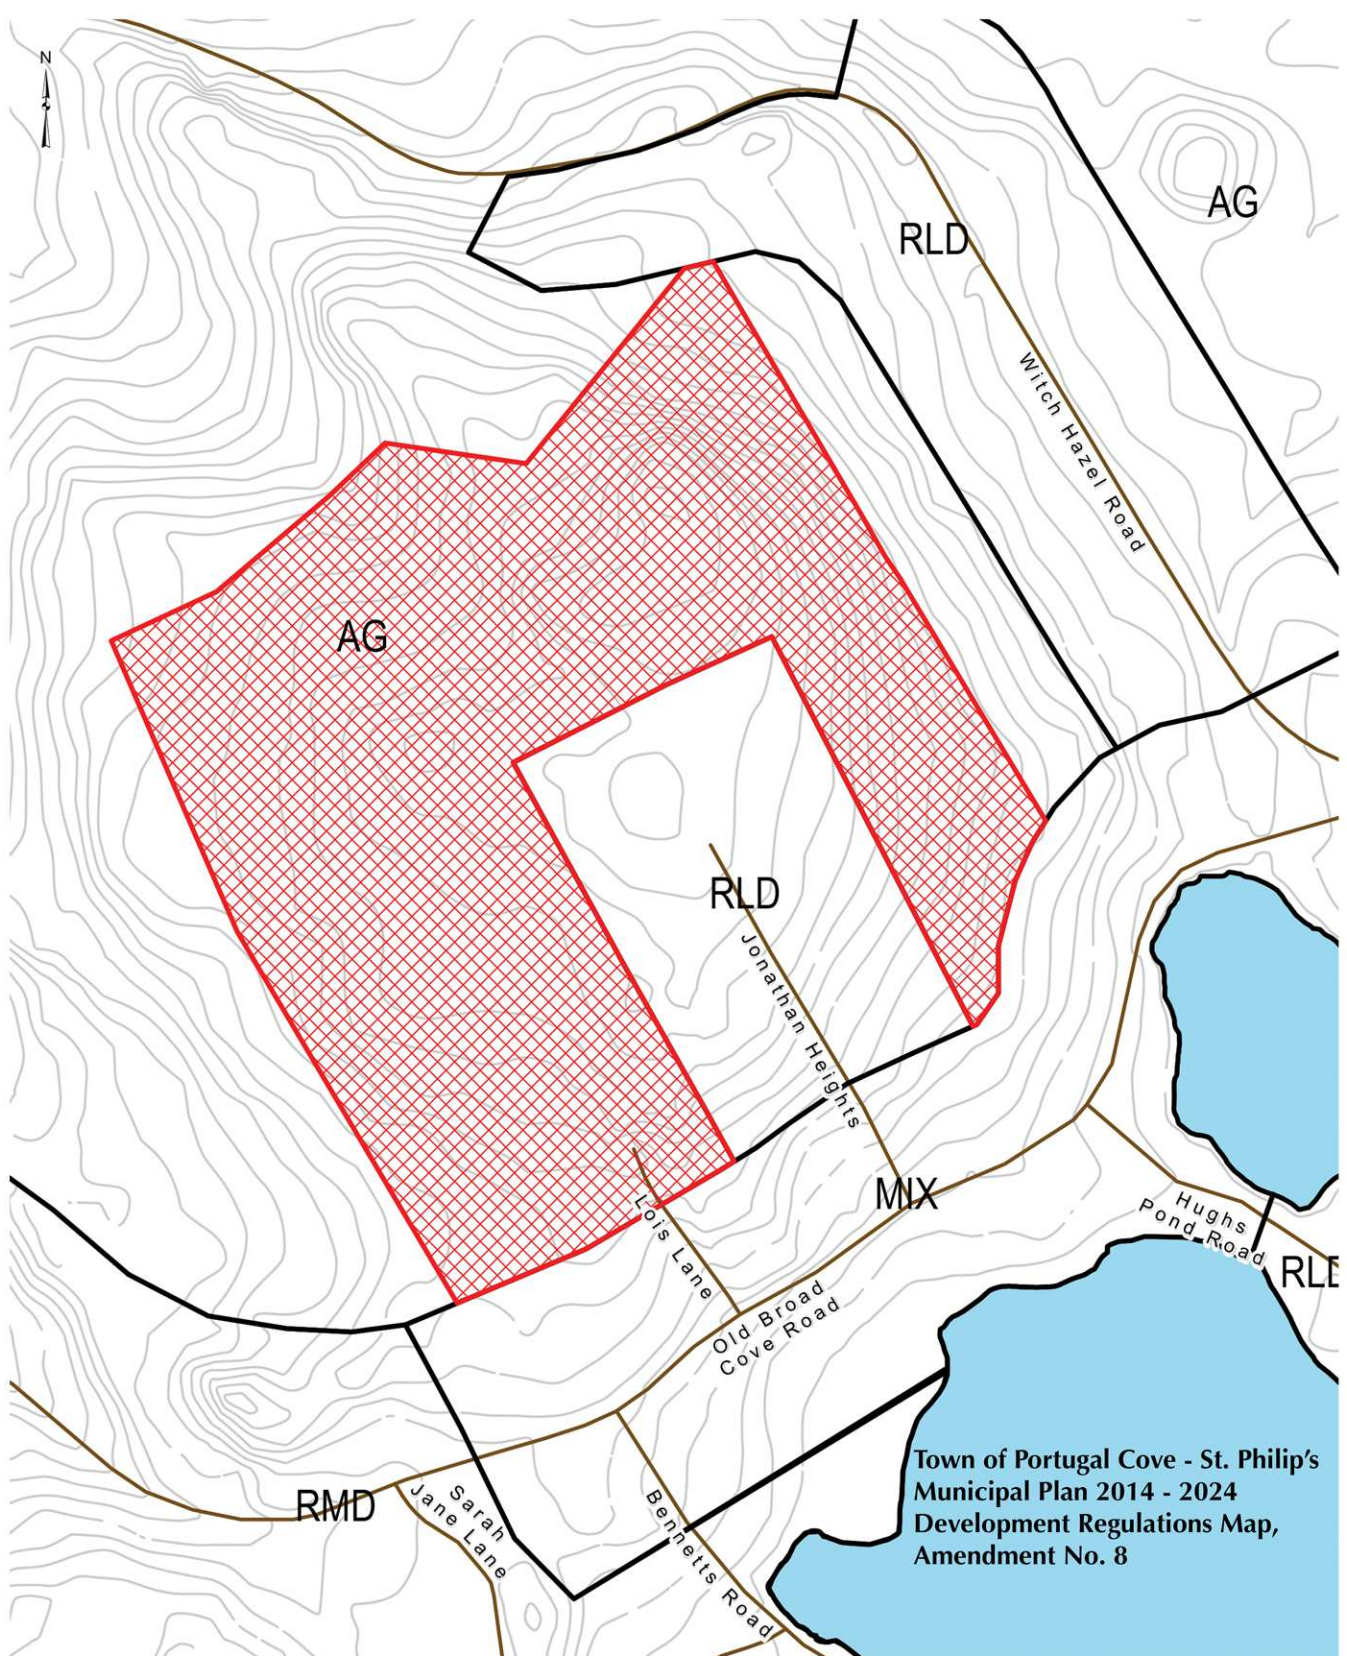 N
AG
RLD
Witch Hazel Road
AG
RLD
Jonathan Heights
MIX
Hughs
Pond Road
RLD
Lois Lane
Old Broad
Cove Road
Town of Portugal Cove - St. Philip's
Municipal Plan 2014 - 2024
Development Regulations Map,
Amendment No. 8
RMD
Sarah
Jane Lane
Bennetts Road